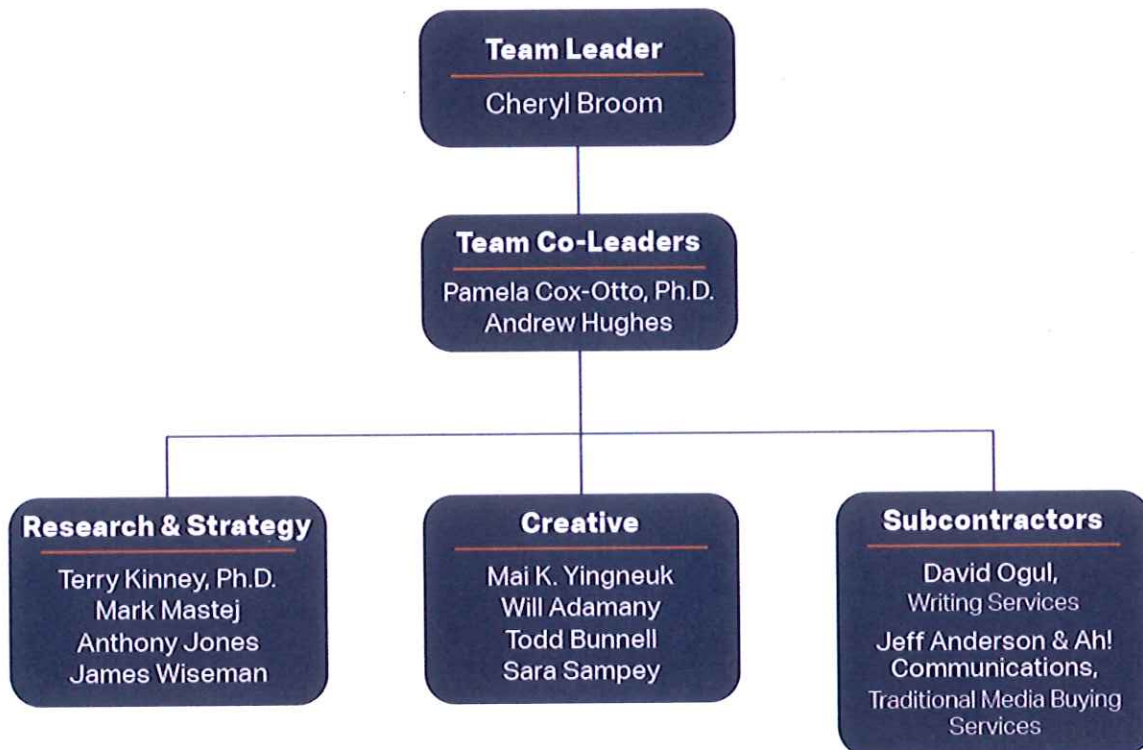 Team Leader
Cheryl Broom
Team Co-Leaders
Pamela Cox-Otto, Ph.D.
Andrew Hughes
Research & Strategy
Terry Kinney, Ph.D.
Mark Mastej
Anthony Jones
James Wiseman
Creative
Mai K. Yingneuk
Will Adamany
Todd Bunnell
Sara Sampey
Subcontractors
David Ogul,
Writing Services
Jeff Anderson & Ah!
Communications,
Traditional Media Buying
Services